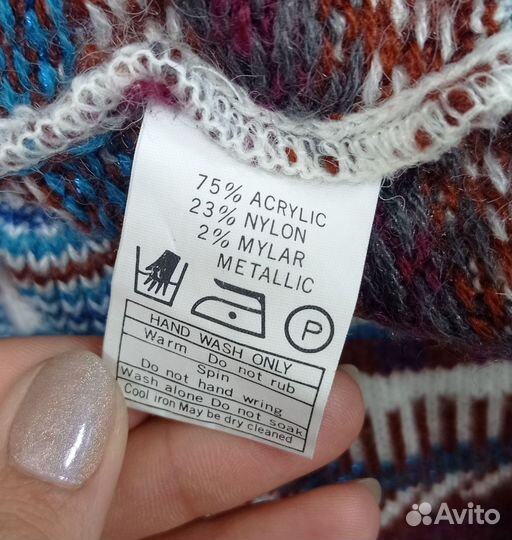 75% ACRYLIC
23% NYLON
2% MYLAR
METALLIC
P
HAND WASH ONLY
Warm Do not rub
Spin
Do not hand wring
Wash alone Do not soak
Cool iron May be dry cleaned
Avito